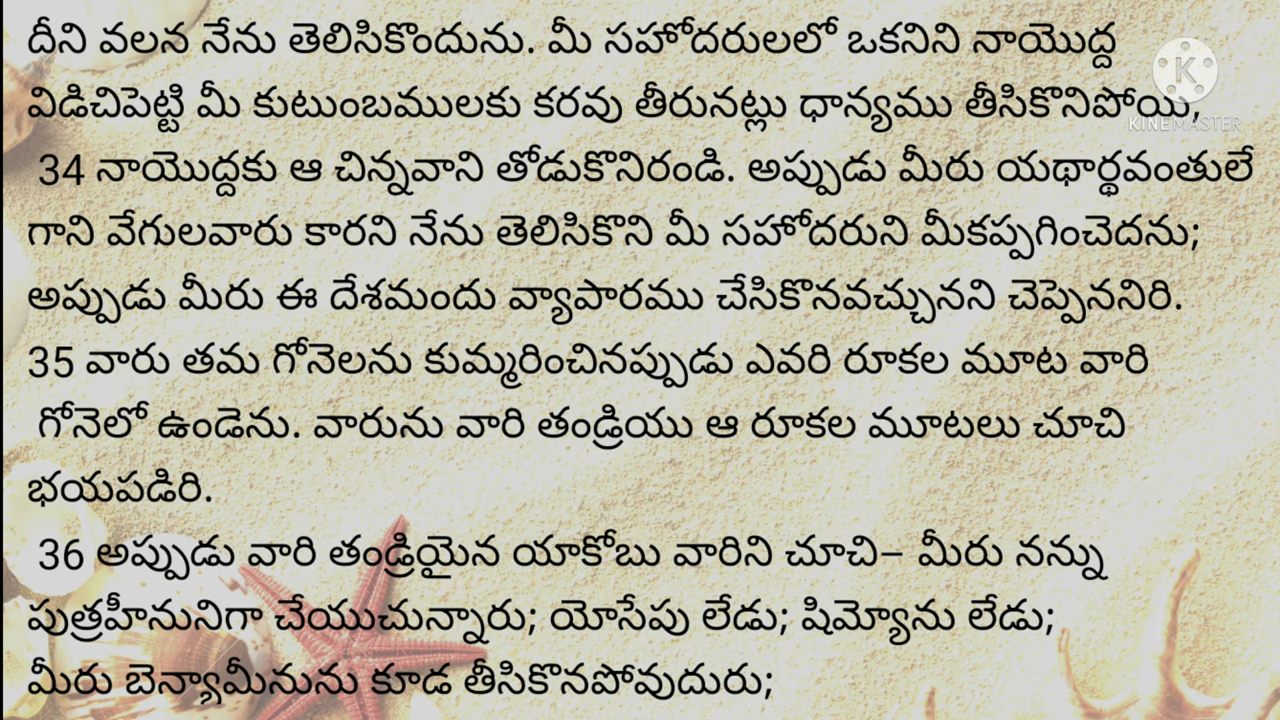 దీని వలన నేను తెలిసికొందును. మీ సహోదరులలో ఒకనిని నాయొద్ద
విడిచిపెట్టి మీ కుటుంబములకు కరవు తీరునట్లు ధాన్యము తీసికొనిపోయి,
34 నాయొద్దకు ఆ చిన్నవాని తోడుకొనిరండి. అప్పుడు మీరు యథార్థవంతులే
గాని వేగులవారు కారని నేను తెలిసికొని మీ సహోదరుని మీకప్పగించెదను;
అప్పుడు మీరు ఈ దేశమందు వ్యాపారము చేసికొనవచ్చునని చెప్పెననిరి.
35 వారు తమ గోనెలను కుమ్మరించినప్పుడు ఎవరి రూకల మూట వారి
గోనెలో ఉండెను. వారును వారి తండ్రియు ఆ రూకల మూటలు చూచి
భయపడిరి.
36 అప్పుడు వారి తండ్రియైన యాకోబు వారిని చూచి– మీరు నన్ను
పుత్రహీనునిగా చేయుచున్నారు; యోసేపు లేడు; షిమ్యోను లేడు;
మీరు బెన్యామీనును కూడ తీసికొనపోవుదురు;
K
KINEMASTER